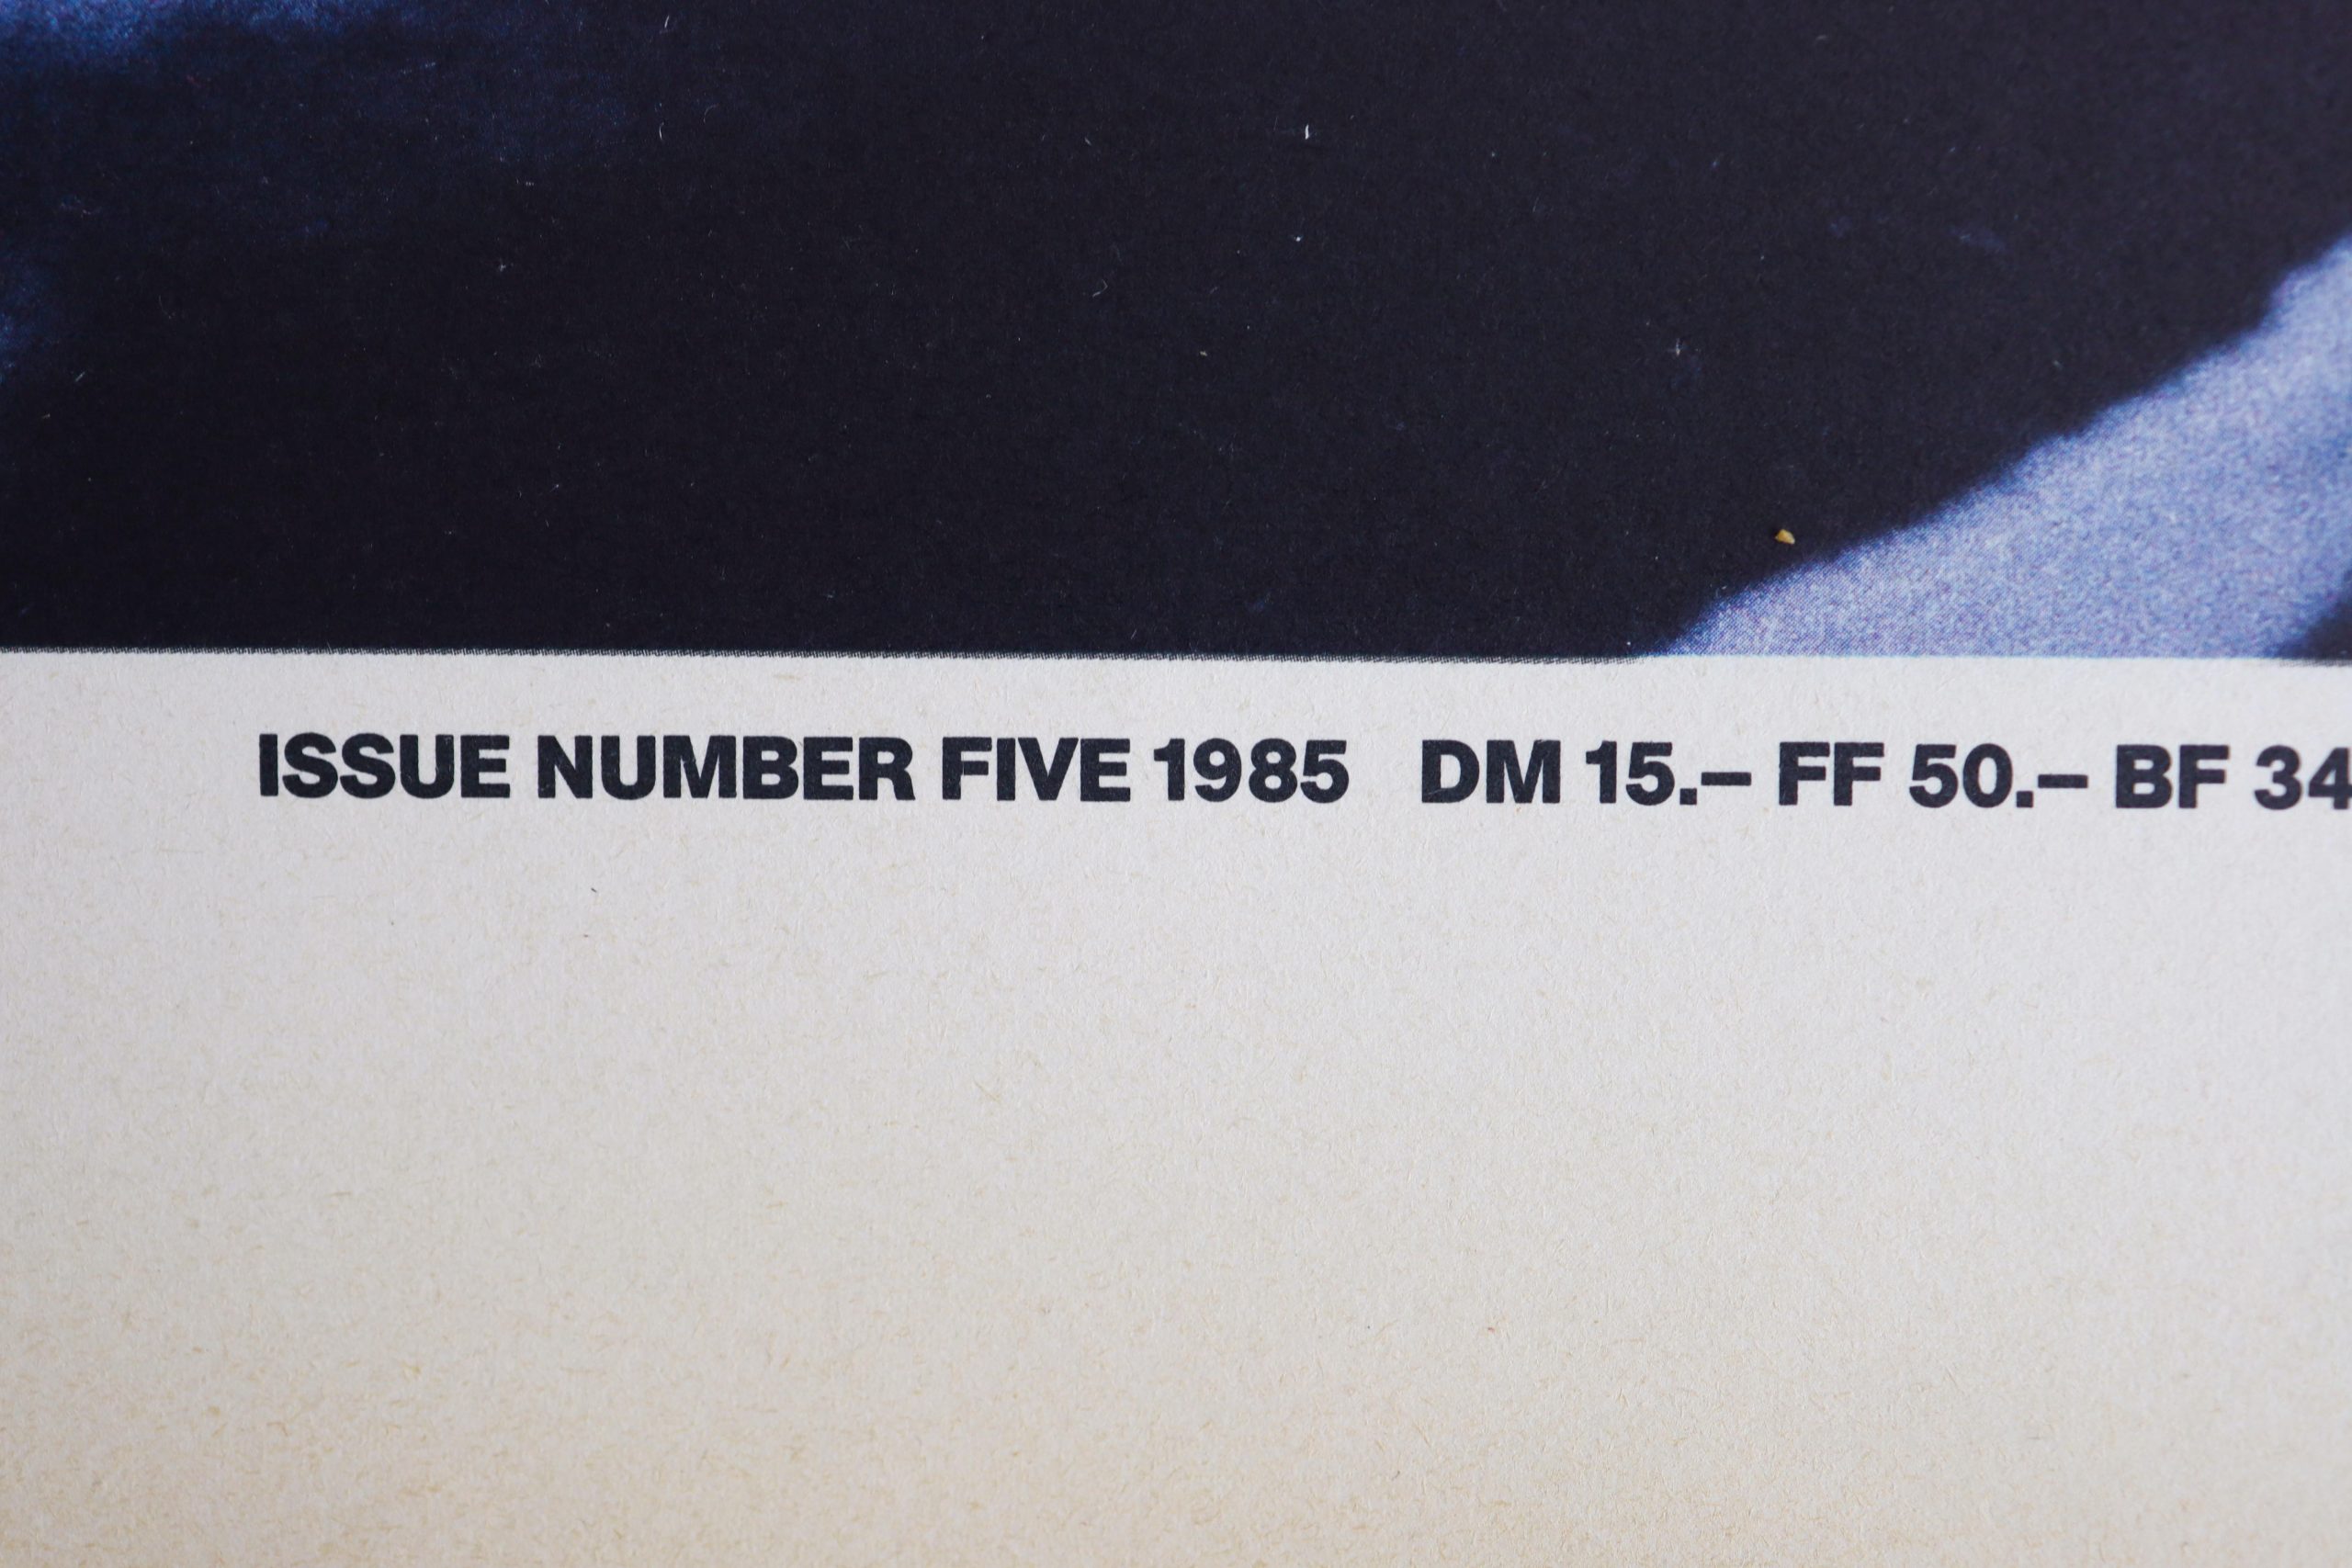 ISSUE NUMBER FIVE 1985 DM 15.– FF 50.– BF 34